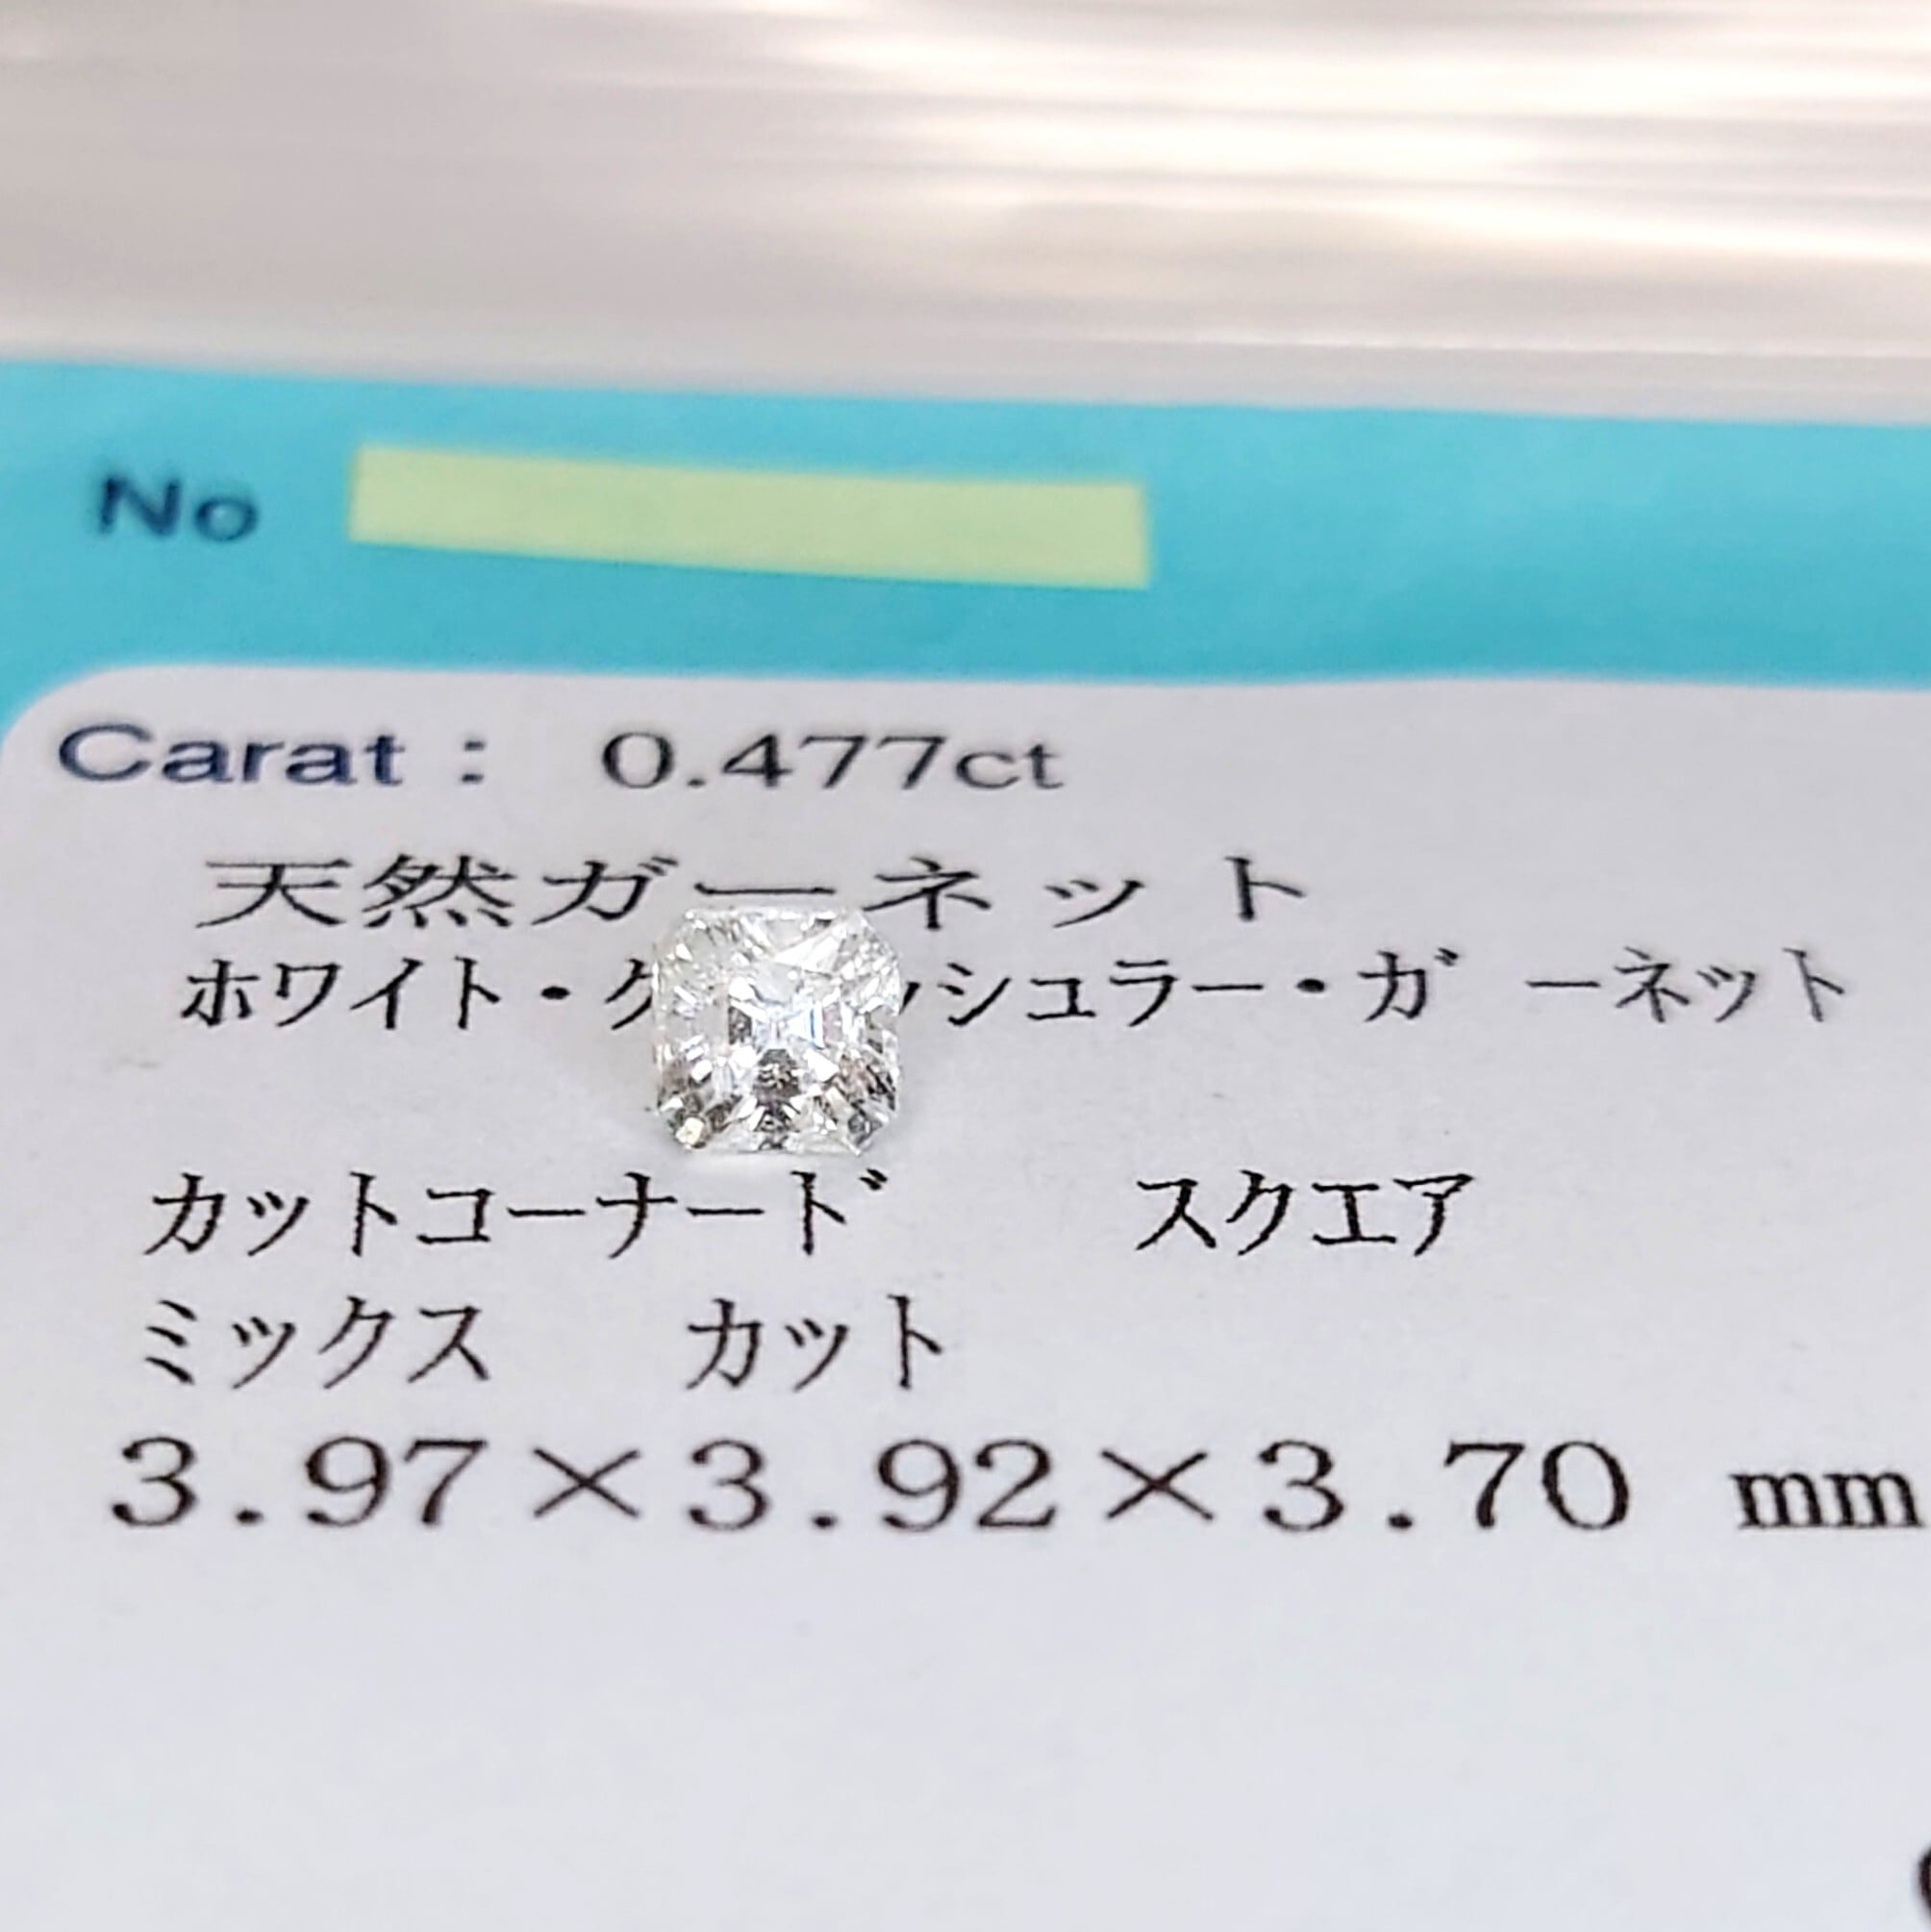 No
Carat : 0.477ct
天然ガーネット
ホワイト・グ ッシュラー・ガーネット
カットコーナード スクエア
ミックス カット
3.97×3.92×3.70 mm